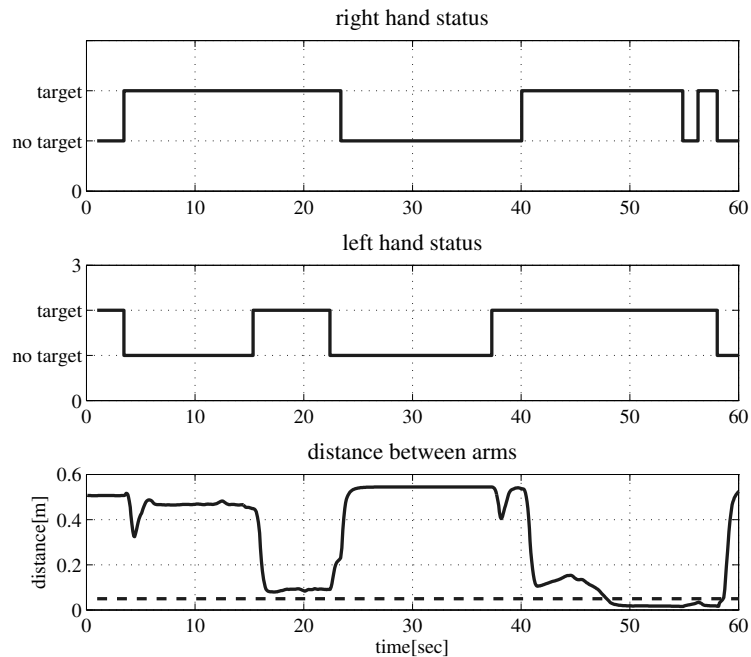 right hand status
target
no target
0
0 10 20 30 40 50 60
left hand status
3
target
no target
0
0 10 20 30 40 50 60
distance between arms
0.6
0.4
0.2
0
distance[m]
0 10 20 30 40 50 60
time[sec]